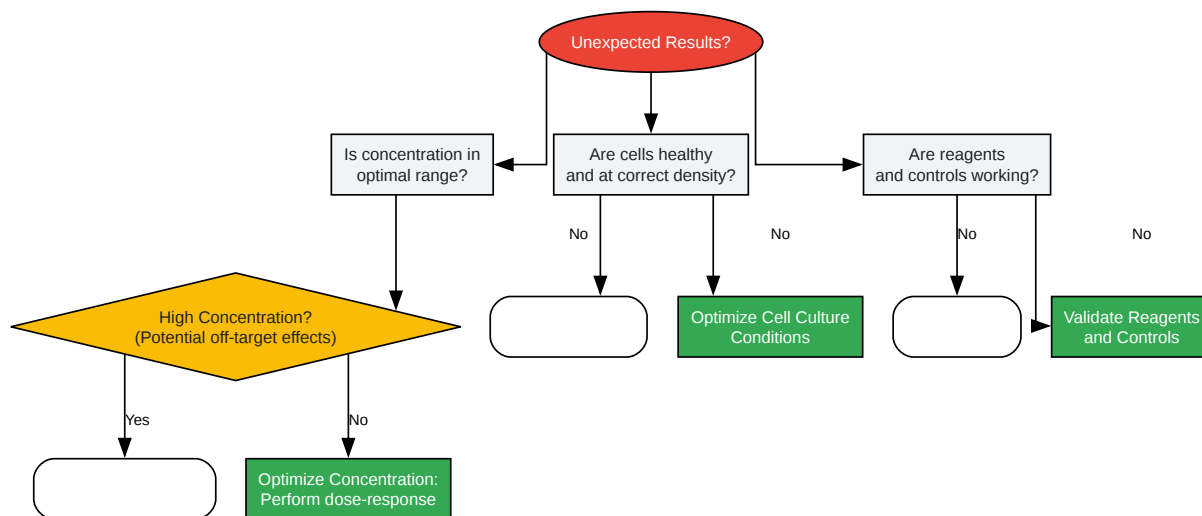 Unexpected Results?
Is concentration in
optimal range?
Are cells healthy
and at correct density?
Are reagents
and controls working?
No
No
No
No
High Concentration?
(Potential off-target effects)
Optimize Cell Culture
Conditions
Validate Reagents
and Controls
Yes
No
Optimize Concentration:
Perform dose-response